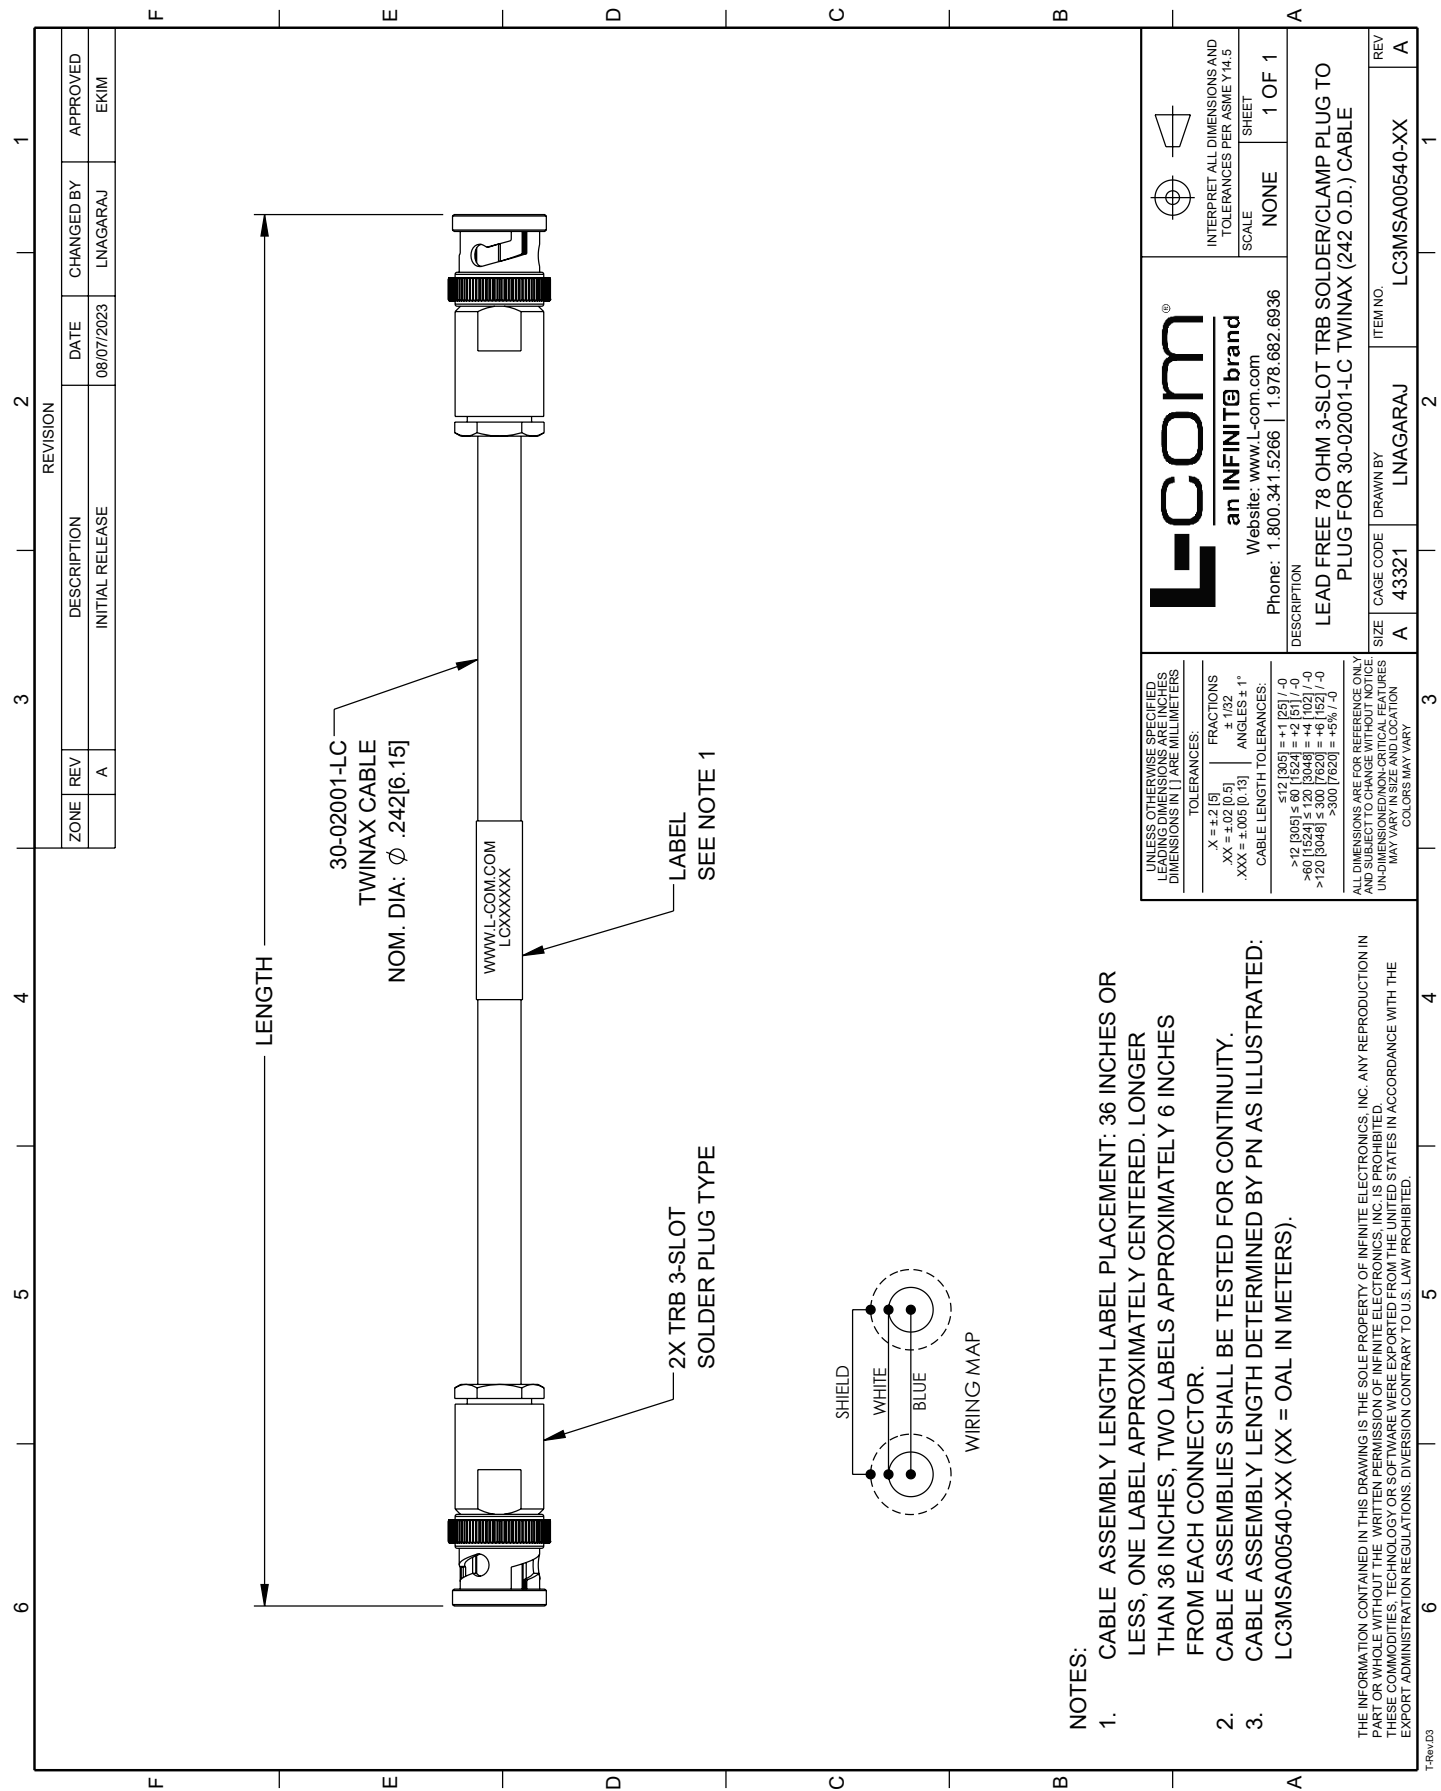 6 5 4 3 2 1
F
E
D
C
B
A
REVISION
ZONE REV DESCRIPTION DATE CHANGED BY APPROVED
A INITIAL RELEASE 08/07/2023 LNAGARAJ EKIM
LENGTH
30-02001-LC
TWINAX CABLE
NOM. DIA: ∅ .242[6.15]
WWW.L-COM.COM
LCXXXXXX
LABEL
SEE NOTE 1
2X TRB 3-SLOT
SOLDER PLUG TYPE
SHIELD
WHITE
BLUE
WIRING MAP
NOTES:
1. CABLE ASSEMBLY LENGTH LABEL PLACEMENT: 36 INCHES OR
LESS, ONE LABEL APPROXIMATELY CENTERED. LONGER
THAN 36 INCHES, TWO LABELS APPROXIMATELY 6 INCHES
FROM EACH CONNECTOR.
2. CABLE ASSEMBLIES SHALL BE TESTED FOR CONTINUITY.
3. CABLE ASSEMBLY LENGTH DETERMINED BY PN AS ILLUSTRATED:
LC3MSA00540-XX (XX = OAL IN METERS).
THE INFORMATION CONTAINED IN THIS DRAWING IS THE SOLE PROPERTY OF INFINITE ELECTRONICS, INC. ANY REPRODUCTION IN
PART OR WHOLE WITHOUT THE WRITTEN PERMISSION OF INFINITE ELECTRONICS, INC. IS PROHIBITED.
THESE COMMODITIES, TECHNOLOGY OR SOFTWARE WERE EXPORTED FROM THE UNITED STATES IN ACCORDANCE WITH THE
EXPORT ADMINISTRATION REGULATIONS. DIVERSION CONTRARY TO U.S. LAW PROHIBITED.
UNLESS OTHERWISE SPECIFIED
LEADING DIMENSIONS ARE INCHES
DIMENSIONS IN [ ] ARE MILLIMETERS
TOLERANCES:
.X = ±.2 [5] FRACTIONS
.XX = ±.02 [0.5] ± 1/32
.XXX = ±.005 [0.13] ANGLES ± 1°
CABLE LENGTH TOLERANCES:
≤12 [305] = +1 [25] / -0
>12 [305] ≤ 60 [1524] = +2 [51] / -0
>60 [1524] ≤ 120 [3048] = +4 [102] / -0
>120 [3048] ≤ 300 [7620] = +6 [152] / -0
>300 [7620] = +5% / -0
ALL DIMENSIONS ARE FOR REFERENCE ONLY
AND SUBJECT TO CHANGE WITHOUT NOTICE.
UN-DIMENSIONED/NON-CRITICAL FEATURES
MAY VARY IN SIZE AND LOCATION
COLORS MAY VARY
L-com®
an INFINIT@ brand
Website: www.L-com.com
Phone: 1.800.341.5266 | 1.978.682.6936
INTERPRET ALL DIMENSIONS AND
TOLERANCES PER ASME Y14.5
SCALE NONE SHEET 1 OF 1
DESCRIPTION
LEAD FREE 78 OHM 3-SLOT TRB SOLDER/CLAMP PLUG TO
PLUG FOR 30-02001-LC TWINAX (242 O.D.) CABLE
SIZE CAGE CODE DRAWN BY ITEM NO. REV
A 43321 LNAGARAJ LC3MSA00540-XX A
F
E
D
C
B
A
6 5 4 3 2 1
T-Rev.D3